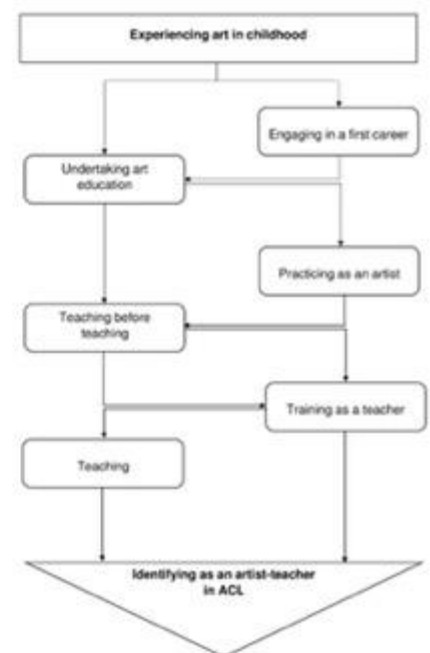 Experiencing art in childhood
Engaging in a first career
Undertaking art
education
Practicing as an artist
Teaching before
teaching
Training as a teacher
Teaching
Identifying as an artist-teacher
in ACL